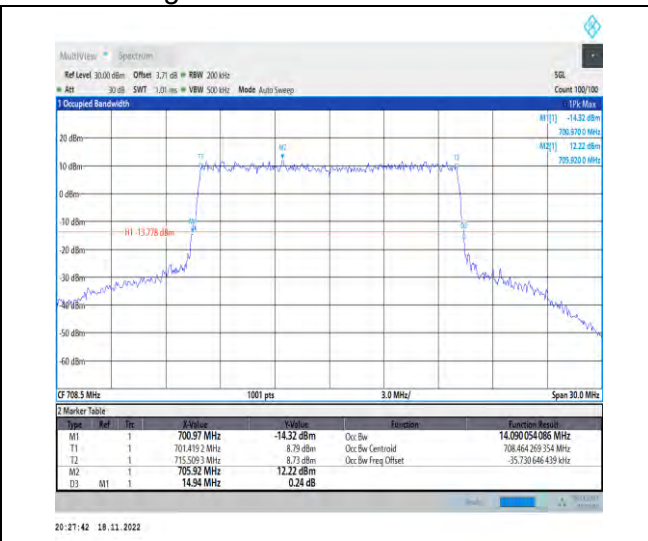 MultiView Spectrum
Ref Level 30.00 dBm Offset 3.71 dB RBW 200 kHz SGL
Att 30 dB SWT 1.01 ms VBW 500 kHz Mode Auto Sweep Count 100/100
1 Occupied Bandwidth 1Pk Max
M1[1] -14.32 dBm
700.970 0 MHz
M2[1] 12.22 dBm
705.920 0 MHz
20 dBm
M2
T1
T2
10 dBm
0 dBm
-10 dBm
M1
D3
H1 -13.778 dBm
-20 dBm
-30 dBm
-40 dBm
-50 dBm
-60 dBm
CF 708.5 MHz 1001 pts 3.0 MHz/ Span 30.0 MHz
2 Marker Table
Type Ref Trc X-Value Y-Value Function Function Result
M1 1 700.97 MHz -14.32 dBm Occ Bw 14.090 054 086 MHz
T1 1 701.419 2 MHz 8.79 dBm Occ Bw Centroid 708.464 269 354 MHz
T2 1 715.509 3 MHz 8.24 dBm Occ Bw Freq Offset -35.730 646 439 kHz
M2 1 705.92 MHz 12.22 dBm
D3 M1 1 14.94 MHz 0.24 dB
20:27:42 18.11.2022